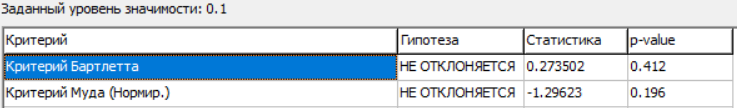 Заданный уровень значимости: 0.1
Критерий Гипотеза Статистика p-value
Критерий Бартлетта НЕ ОТКЛОНЯЕТСЯ 0.273502 0.412
Критерий Муда (Нормир.) НЕ ОТКЛОНЯЕТСЯ -1.29623 0.196